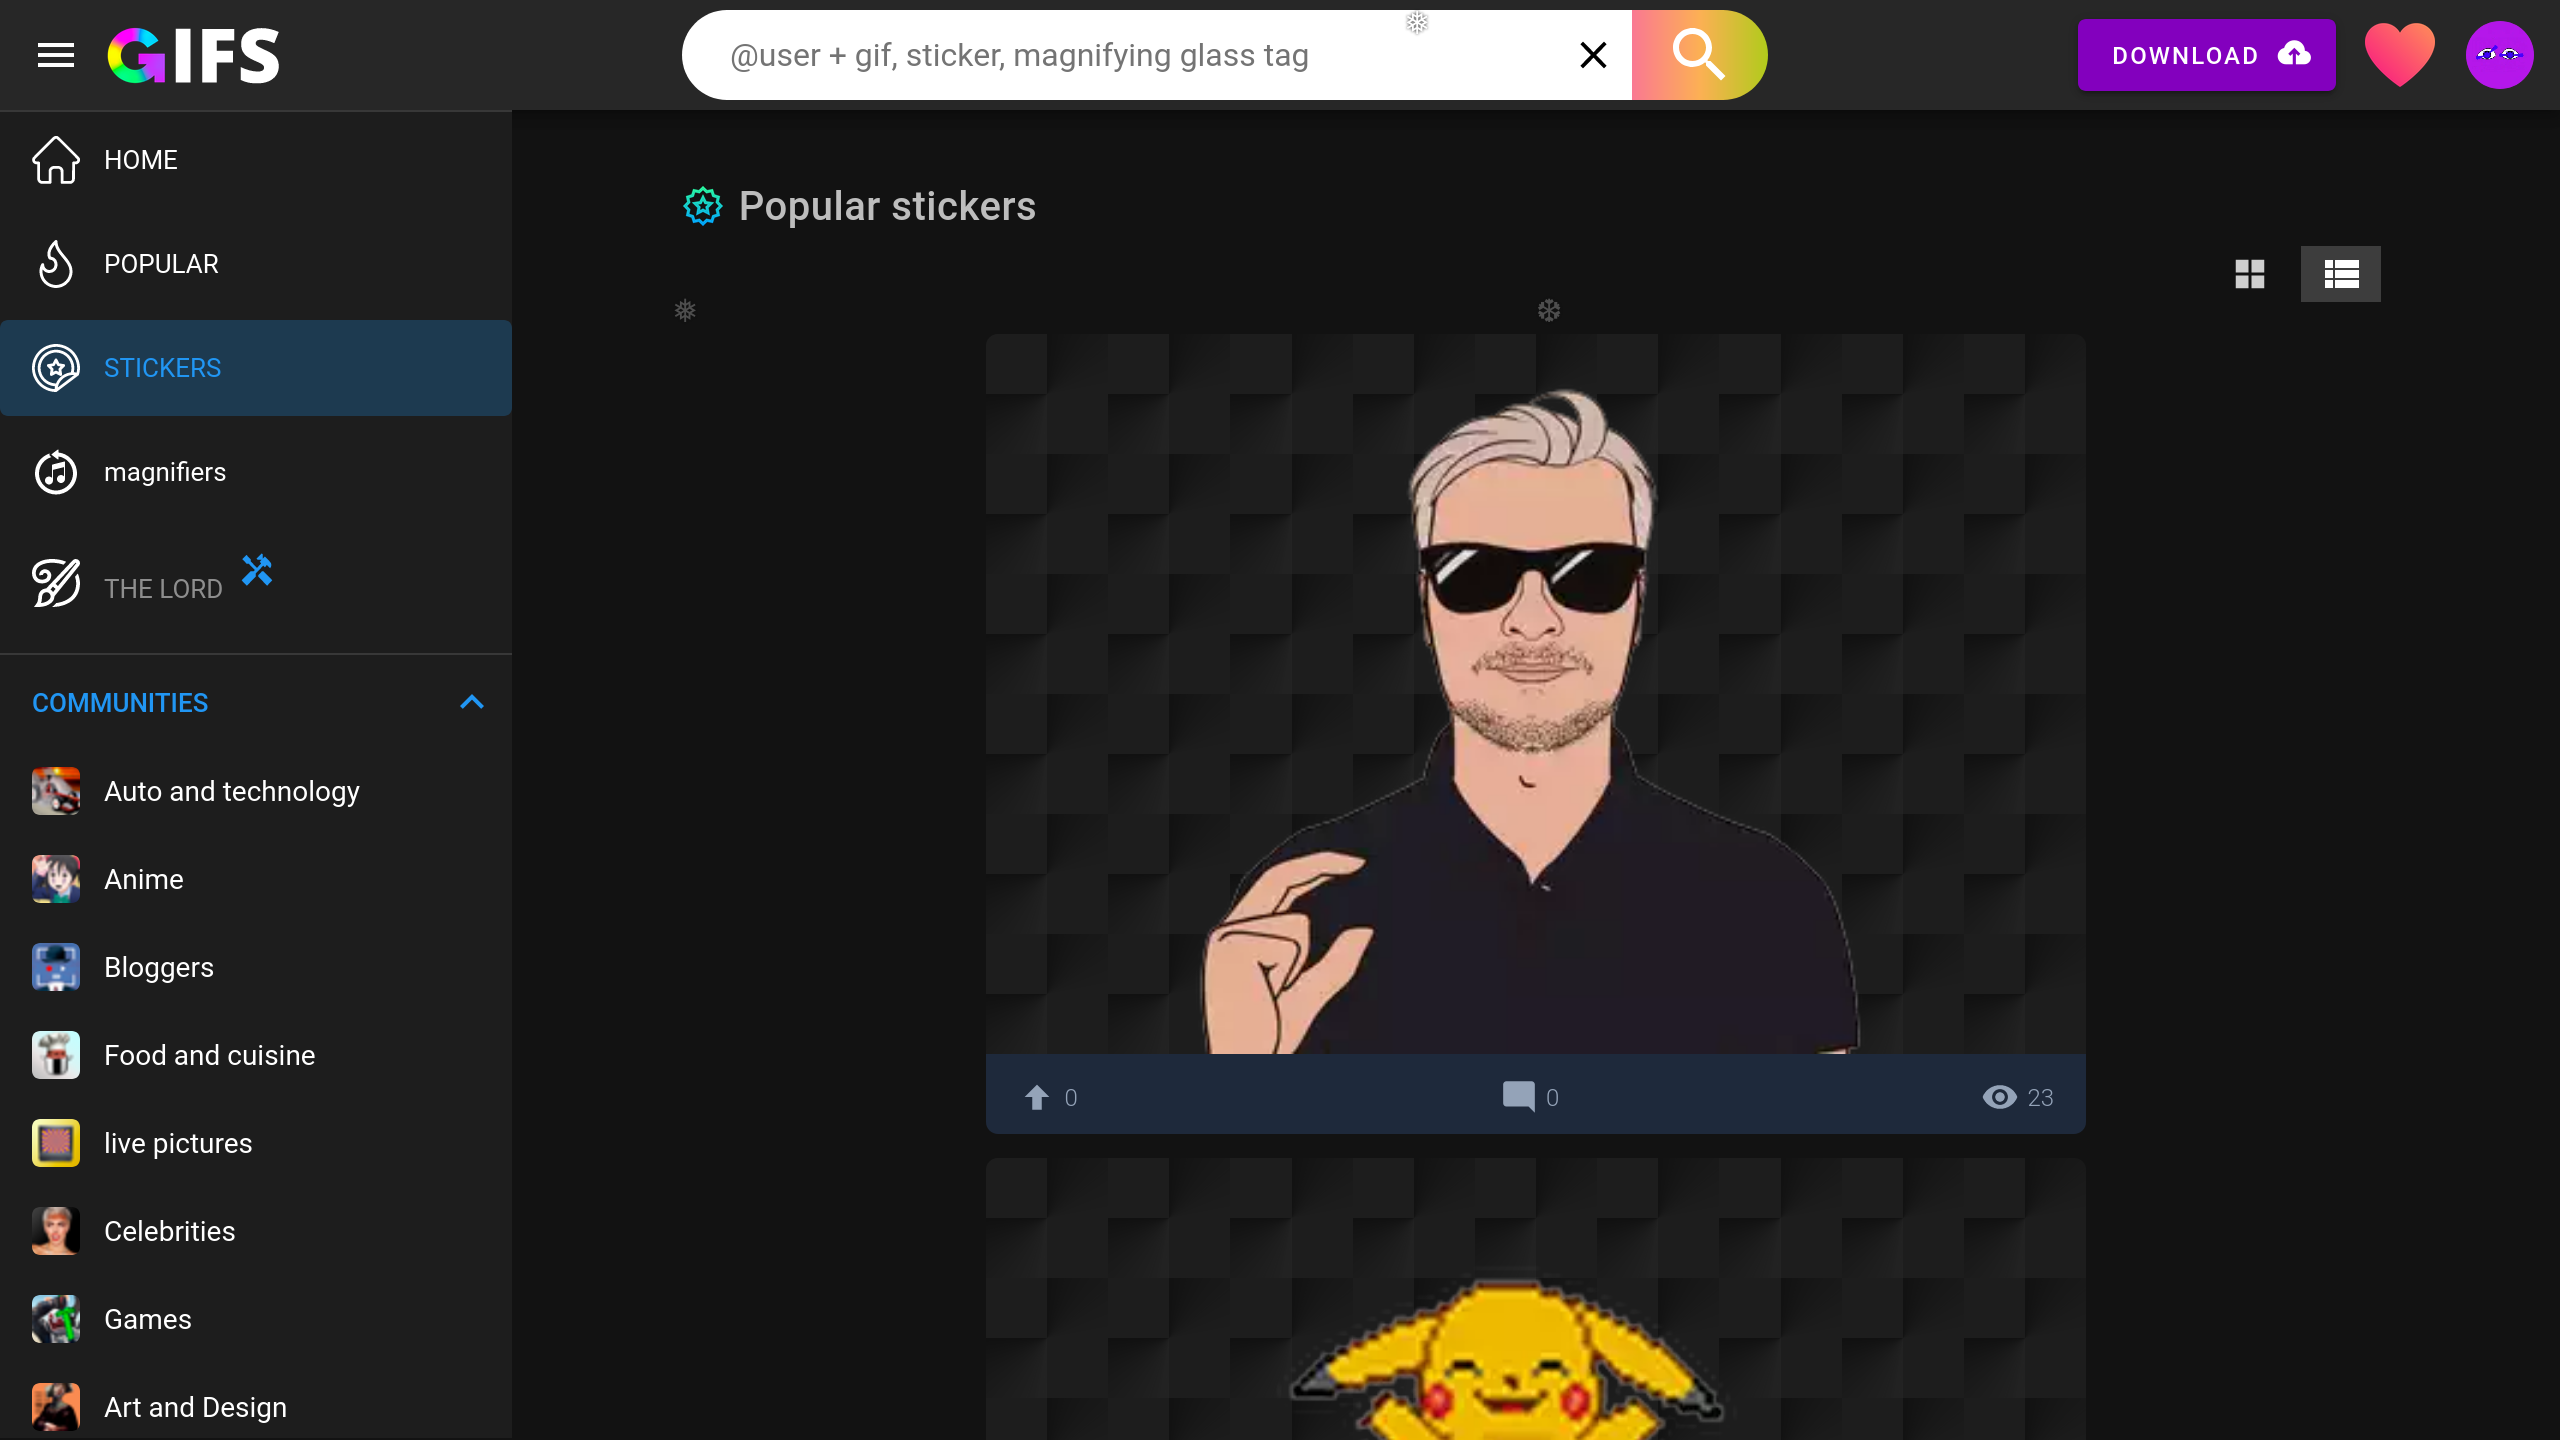 GIFS
@user + gif, sticker, magnifying glass tag
DOWNLOAD
HOME
POPULAR
STICKERS
magnifiers
THE LORD
COMMUNITIES
Auto and technology
Anime
Bloggers
Food and cuisine
live pictures
Celebrities
Games
Art and Design
Popular stickers
0
0
23